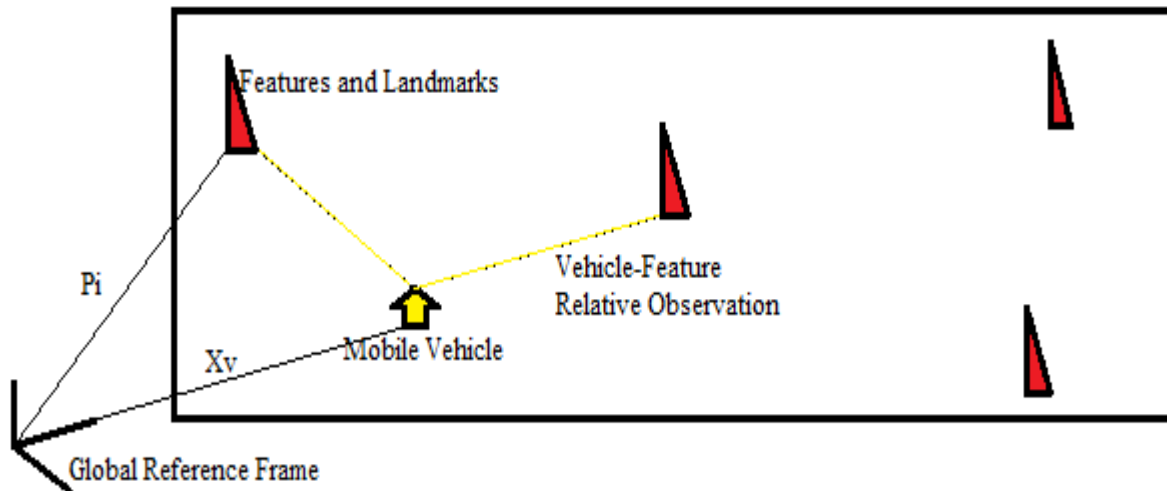 Features and Landmarks
Vehicle-Feature
Relative Observation
Pi
Mobile Vehicle
Xv
Global Reference Frame